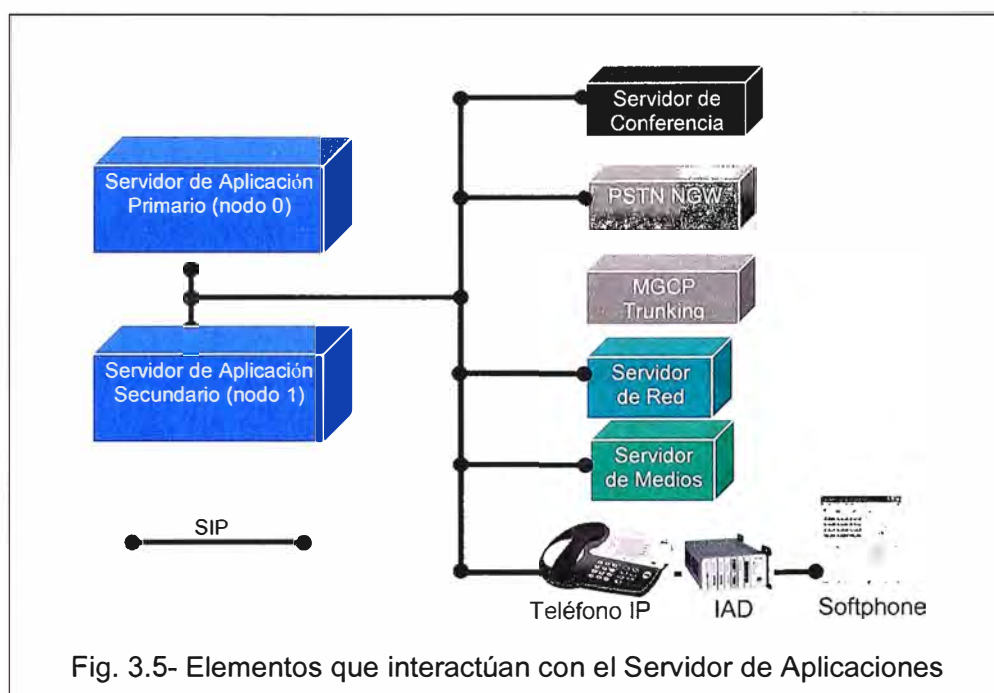 Servidor de Aplicación
Primario (nodo 0)
Servidor de Aplicación
Secundario (nodo 1)
SIP
Servidor de
Conferencia
PSTN NGW
MGCP
Trunking
Servidor
de Red
Servidor
de Medios
Teléfono IP
IAD
Softphone
Fig. 3.5- Elementos que interactúan con el Servidor de Aplicaciones